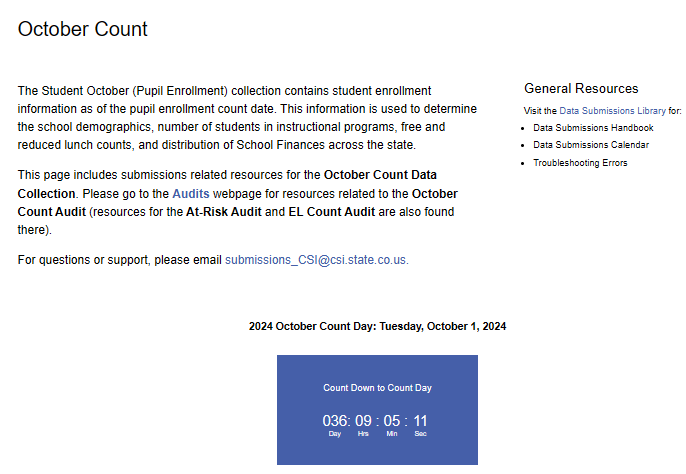 October Count
The Student October (Pupil Enrollment) collection contains student enrollment
information as of the pupil enrollment count date. This information is used to determine
the school demographics, number of students in instructional programs, free and
reduced lunch counts, and distribution of School Finances across the state.
This page includes submissions related resources for the October Count Data
Collection. Please go to the Audits webpage for resources related to the October
Count Audit (resources for the At-Risk Audit and EL Count Audit are also found
there).
For questions or support, please email submissions_CSI@csi.state.co.us.
General Resources
Visit the Data Submissions Library for:
• Data Submissions Handbook
• Data Submissions Calendar
• Troubleshooting Errors
2024 October Count Day: Tuesday, October 1, 2024
Count Down to Count Day
036: 09 : 05 : 11
Day Hrs Min Sec